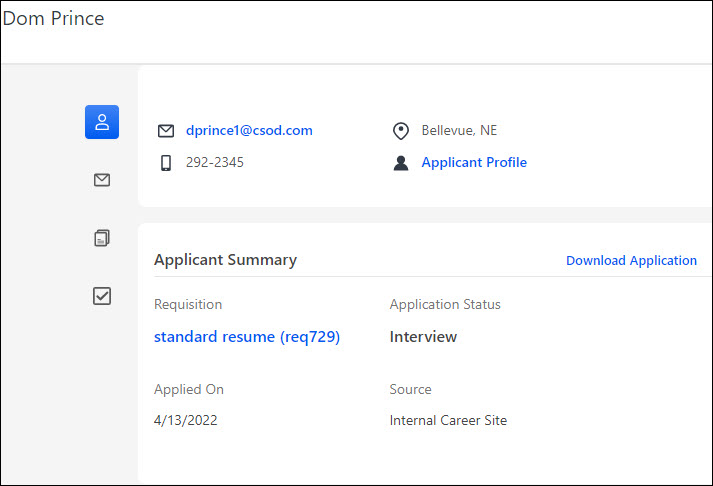 Dom Prince
dprince1@csod.com
Bellevue, NE
292-2345
Applicant Profile
Applicant Summary
Download Application
Requisition
Application Status
standard resume (req729)
Interview
Applied On
Source
4/13/2022
Internal Career Site